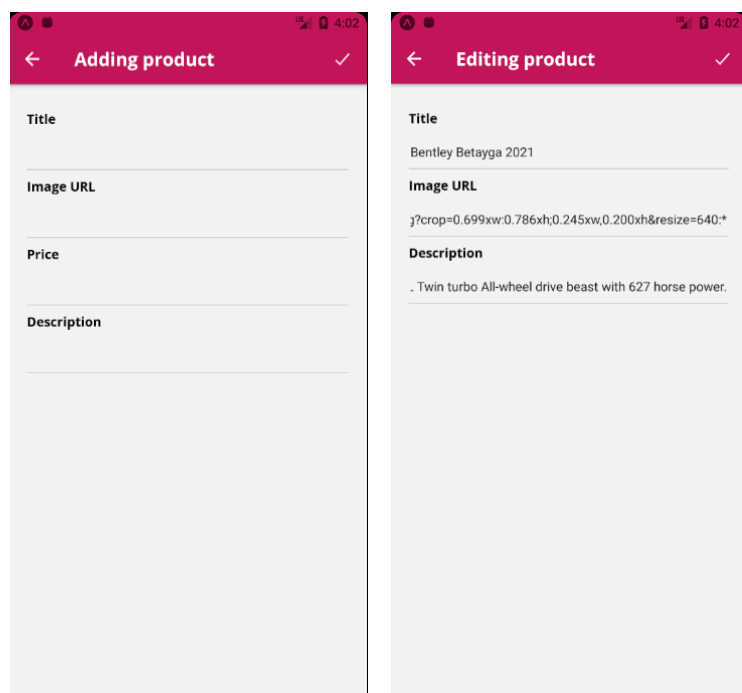 LTE 4:02
Adding product
Title
Image URL
Price
Description
LTE 4:02
Editing product
Title
Bentley Betayga 2021
Image URL
g?crop=0.699xw:0.786xh;0.245xw,0.200xh&resize=640:*
Description
. Twin turbo All-wheel drive beast with 627 horse power.